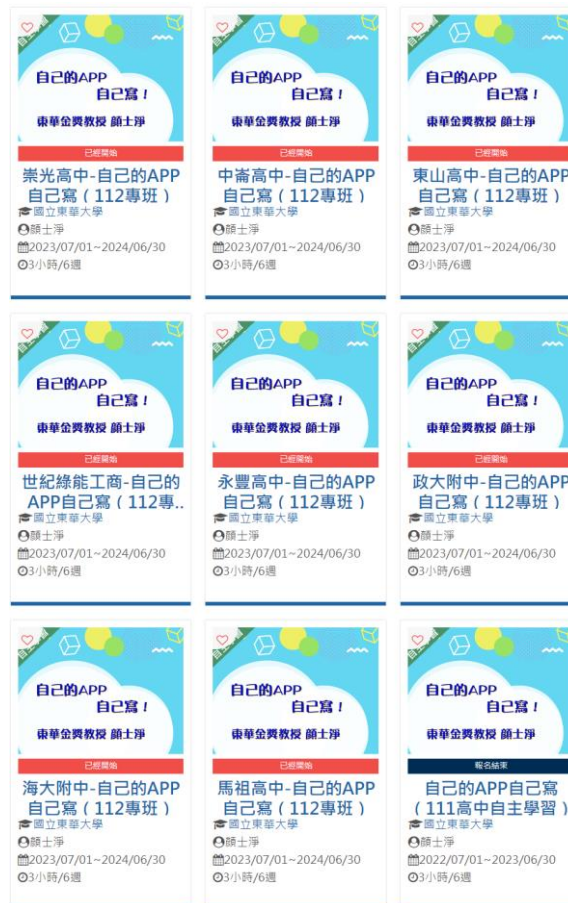 自己的APP
自己寫！
東華金獎教授 顏士淨
已經開始
崇光高中-自己的APP
自己寫（112專班）
國立東華大學
顏士淨
2023/07/01~2024/06/30
3小時/6週
自己的APP
自己寫！
東華金獎教授 顏士淨
已經開始
中崙高中-自己的APP
自己寫（112專班）
國立東華大學
顏士淨
2023/07/01~2024/06/30
3小時/6週
自己的APP
自己寫！
東華金獎教授 顏士淨
已經開始
東山高中-自己的APP
自己寫（112專班）
國立東華大學
顏士淨
2023/07/01~2024/06/30
3小時/6週
自己的APP
自己寫！
東華金獎教授 顏士淨
已經開始
世紀綠能工商-自己的
APP自己寫（112專..
國立東華大學
顏士淨
2023/07/01~2024/06/30
3小時/6週
自己的APP
自己寫！
東華金獎教授 顏士淨
已經開始
永豐高中-自己的APP
自己寫（112專班）
國立東華大學
顏士淨
2023/07/01~2024/06/30
3小時/6週
自己的APP
自己寫！
東華金獎教授 顏士淨
已經開始
政大附中-自己的APP
自己寫（112專班）
國立東華大學
顏士淨
2023/07/01~2024/06/30
3小時/6週
自己的APP
自己寫！
東華金獎教授 顏士淨
已經開始
海大附中-自己的APP
自己寫（112專班）
國立東華大學
顏士淨
2023/07/01~2024/06/30
3小時/6週
自己的APP
自己寫！
東華金獎教授 顏士淨
已經開始
馬祖高中-自己的APP
自己寫（112專班）
國立東華大學
顏士淨
2023/07/01~2024/06/30
3小時/6週
自己的APP
自己寫！
東華金獎教授 顏士淨
報名結束
自己的APP自己寫
（111高中自主學習）
國立東華大學
顏士淨
2022/07/01~2023/06/30
3小時/6週